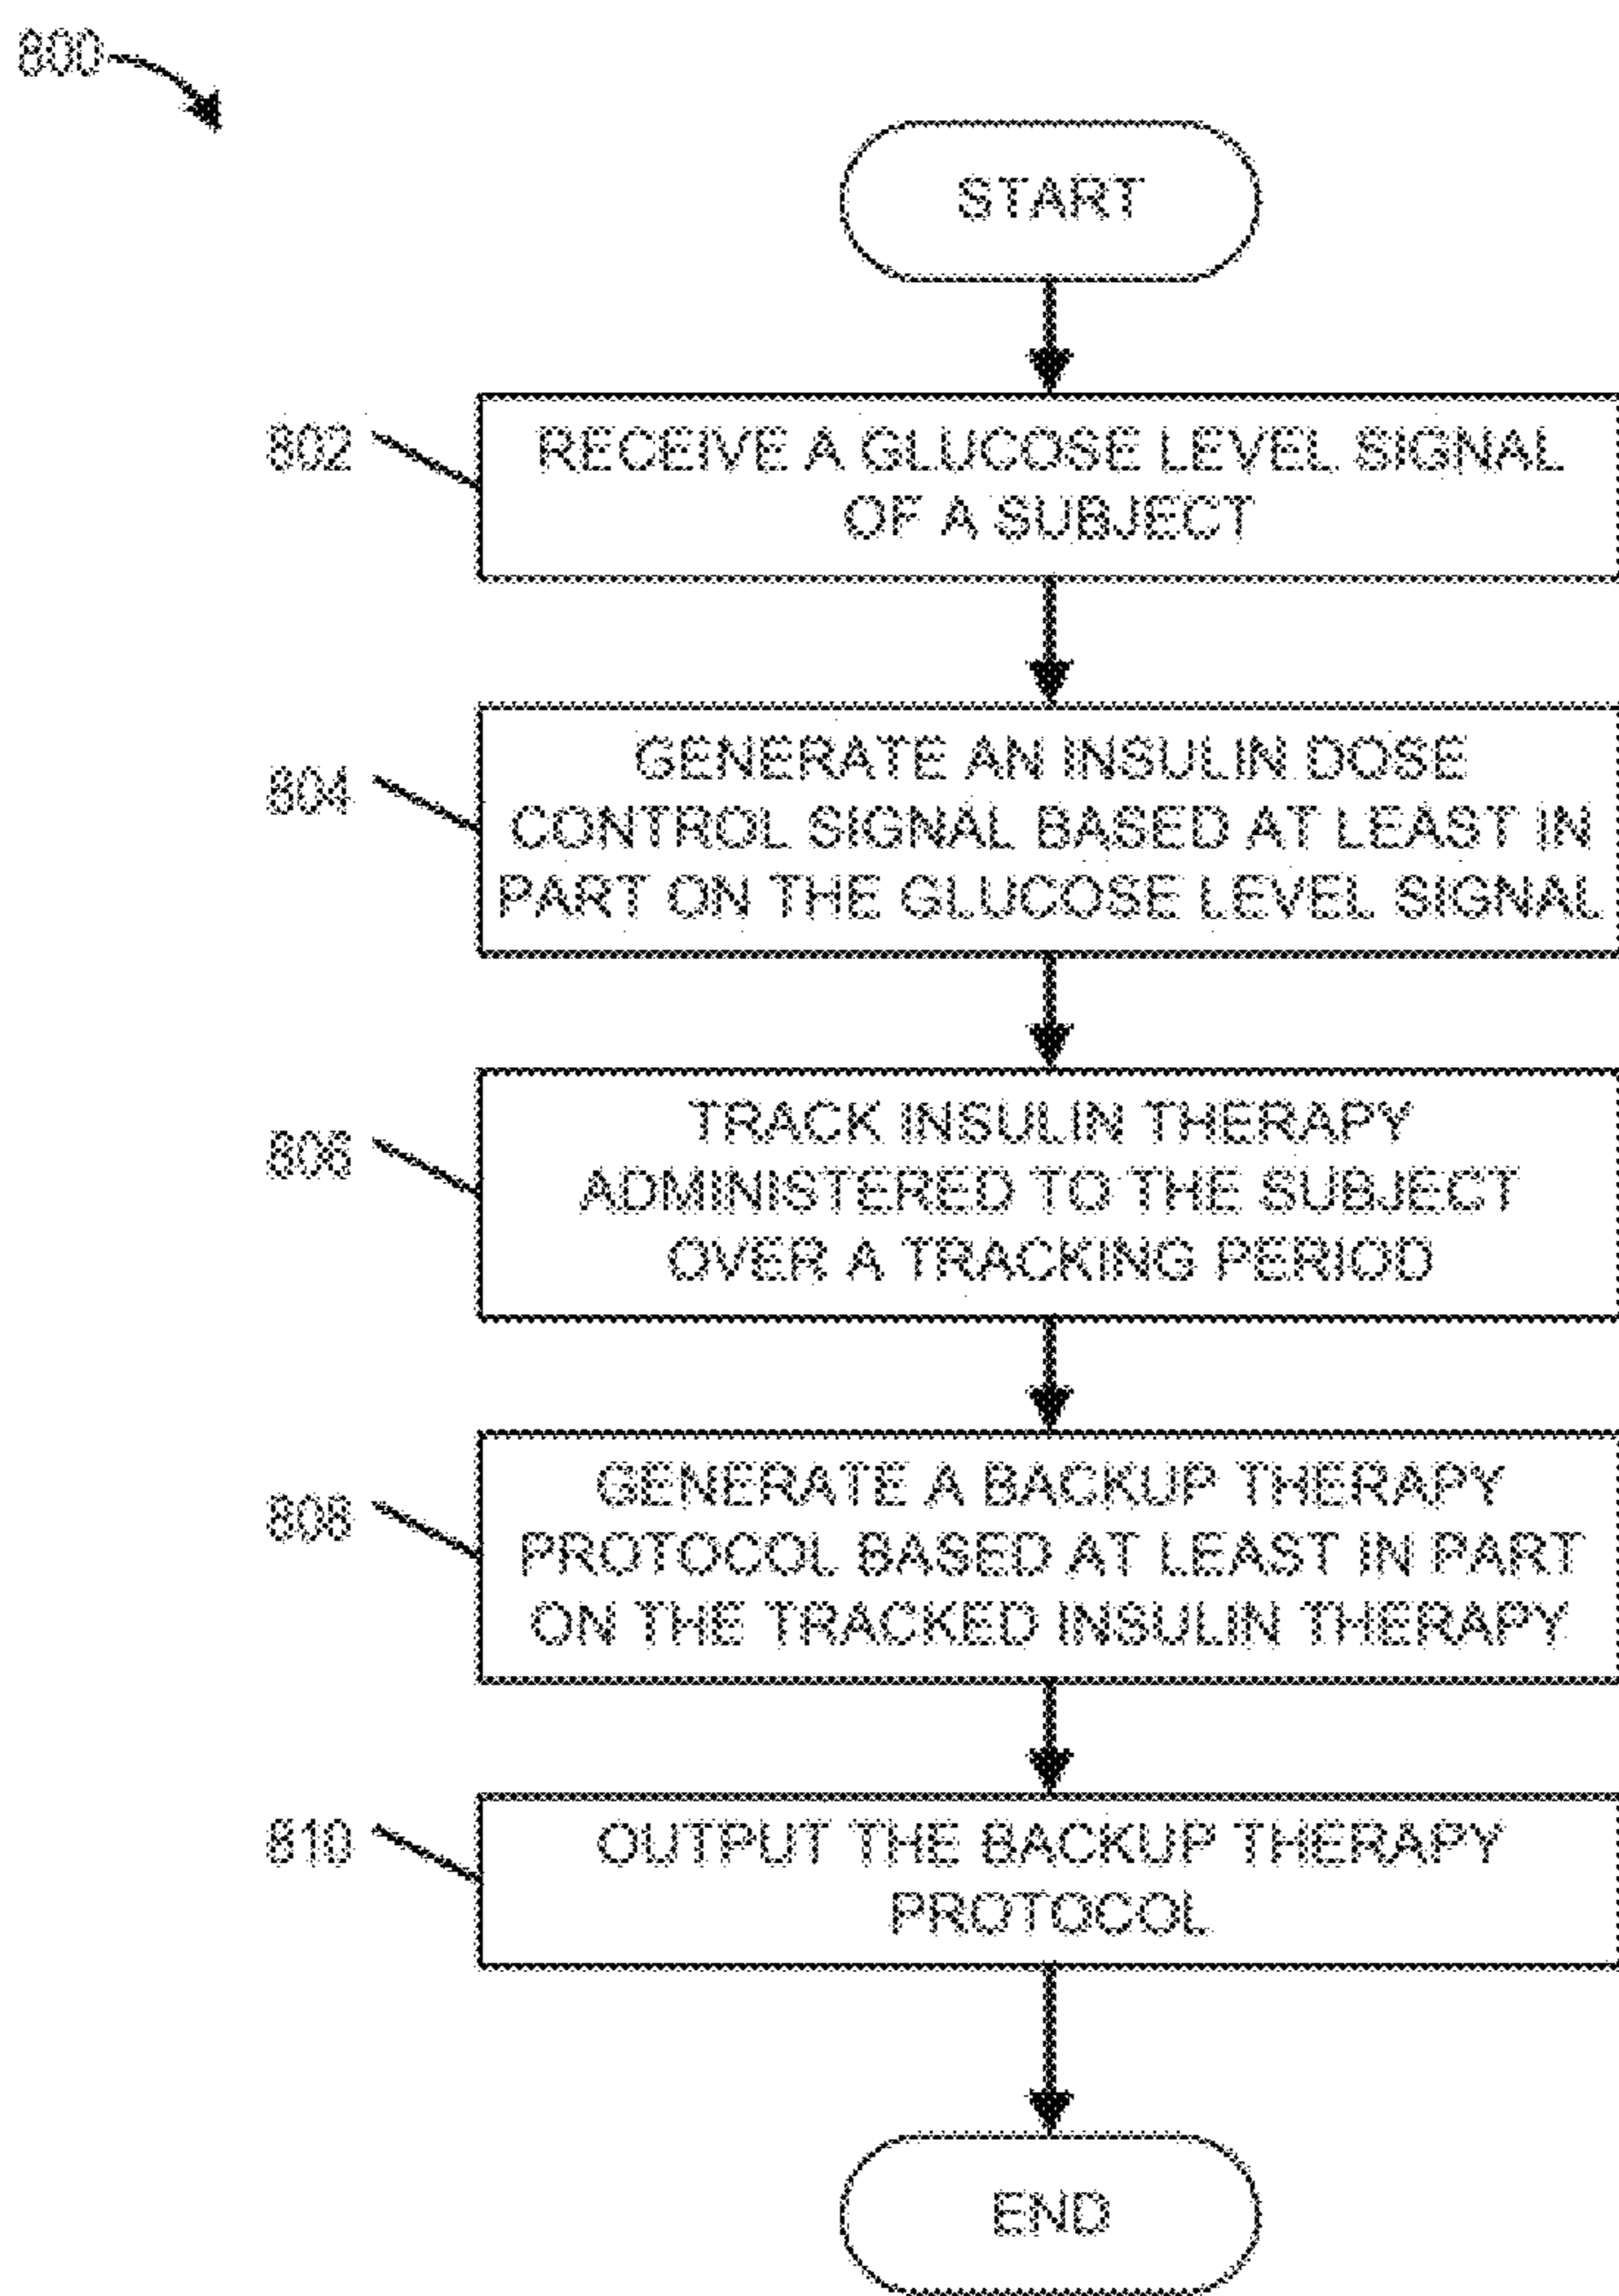 800
START
802
RECEIVE A GLUCOSE LEVEL SIGNAL
OF A SUBJECT
804
GENERATE AN INSULIN DOSE
CONTROL SIGNAL BASED AT LEAST IN
PART ON THE GLUCOSE LEVEL SIGNAL
806
TRACK INSULIN THERAPY
ADMINISTERED TO THE SUBJECT
OVER A TRACKING PERIOD
808
GENERATE A BACKUP THERAPY
PROTOCOL BASED AT LEAST IN PART
ON THE TRACKED INSULIN THERAPY
810
OUTPUT THE BACKUP THERAPY
PROTOCOL
END